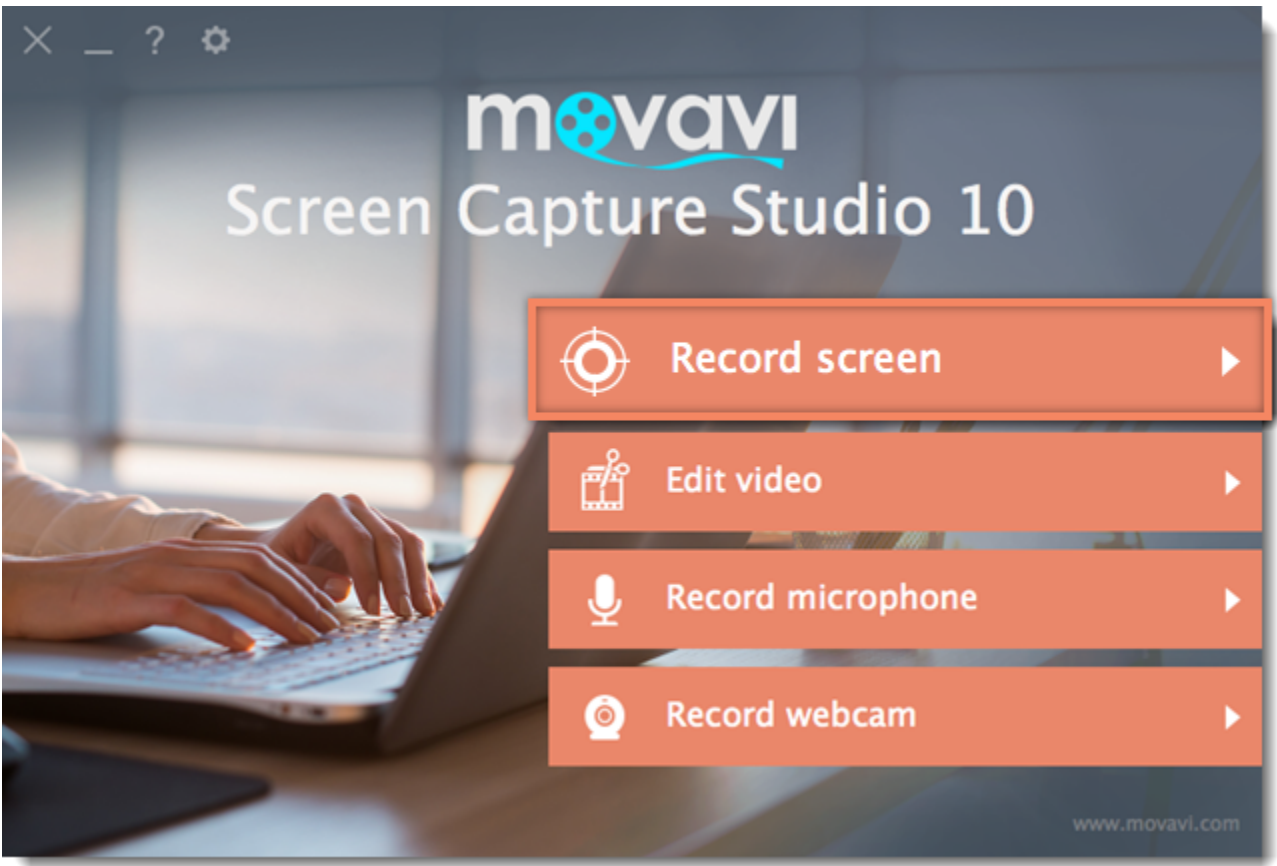 ?
movavi
Screen Capture Studio 10
Record screen
Edit video
Record microphone
Record webcam
www.movavi.com